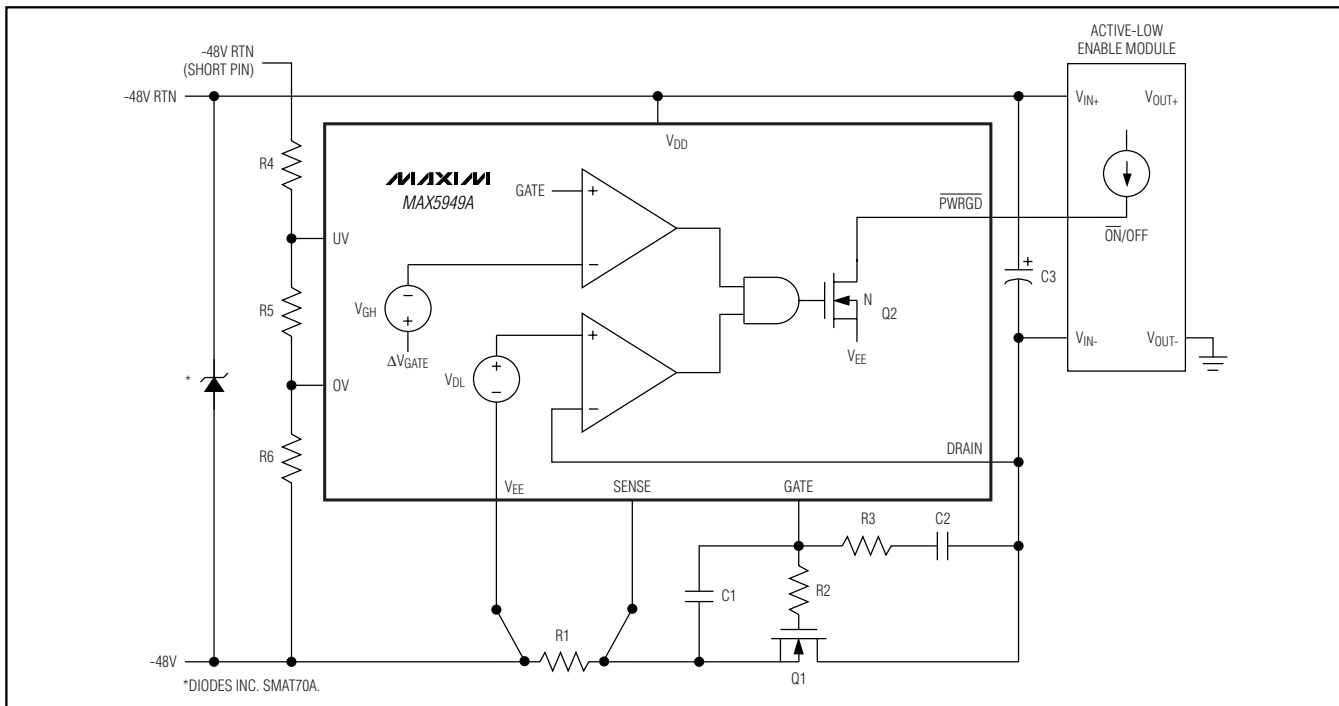 ACTIVE-LOW
ENABLE MODULE
-48V RTN
(SHORT PIN)
-48V RTN
VIN+
VOUT+
VDD
R4
MAXIM
MAX5949A
GATE
+
-
PWRGD
ON/OFF
UV
VGH
-
+
ΔVGATE
N
Q2
VEE
+
C3
R5
VDL
+
-
+
-
VIN-
VOUT-
*
OV
R6
DRAIN
VEE
SENSE
GATE
R3
C2
C1
R2
R1
-48V
Q1
*DIODES INC. SMAT70A.